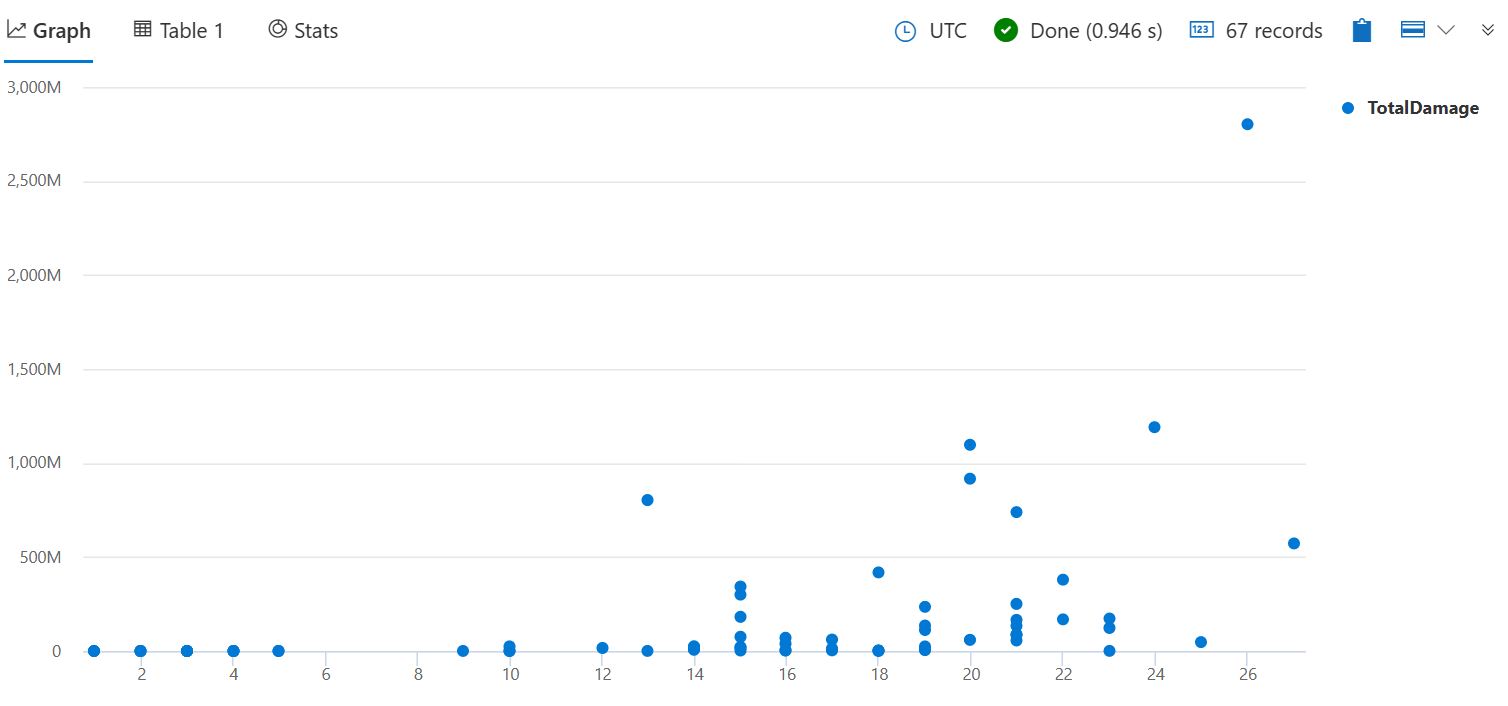 Graph Table 1 Stats UTC Done (0.946 s) 123 67 records
3,000M
TotalDamage
2,500M
2,000M
1,500M
1,000M
500M
0
2 4 6 8 10 12 14 16 18 20 22 24 26